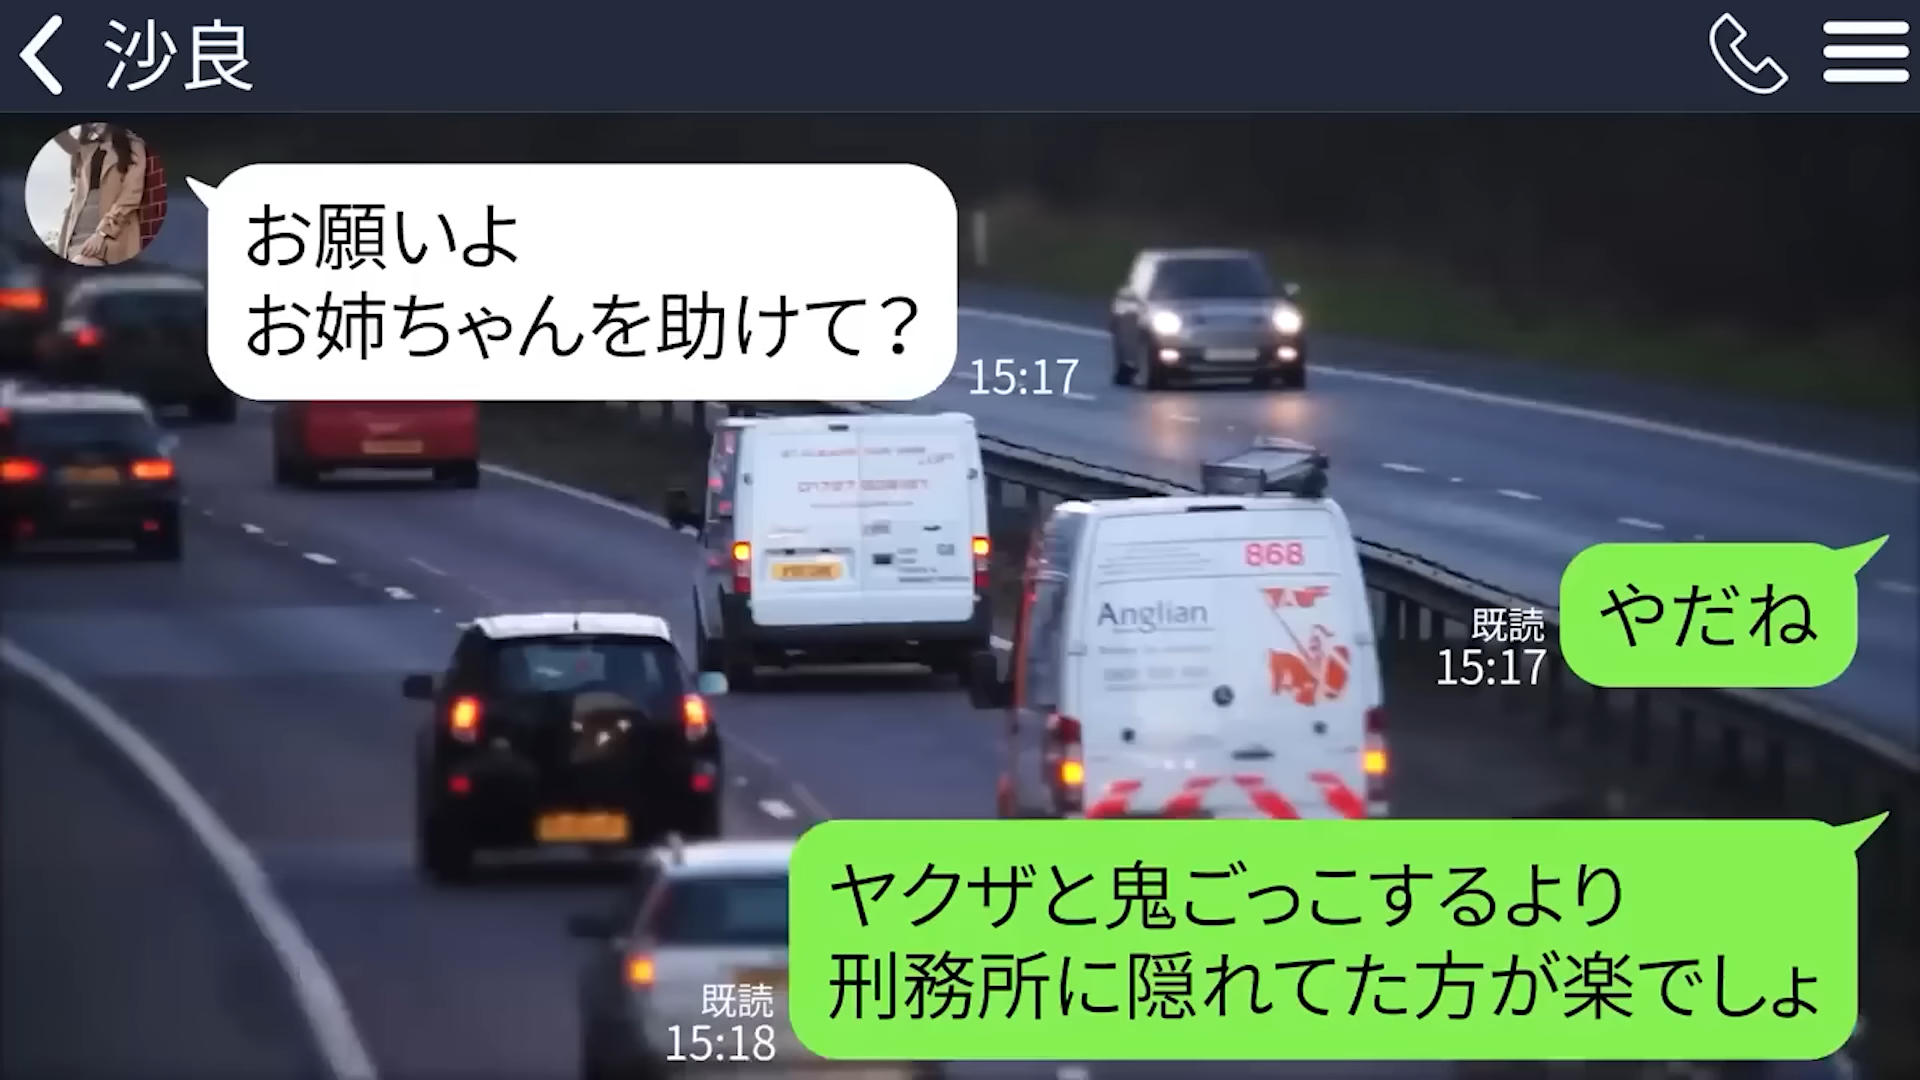 沙良
お願いよ
お姉ちゃんを助けて?
15:17
868
Anglian
やだね
既読
15:17
ヤクザと鬼ごっこするより
刑務所に隠れてた方が楽でしょ
既読
15:18